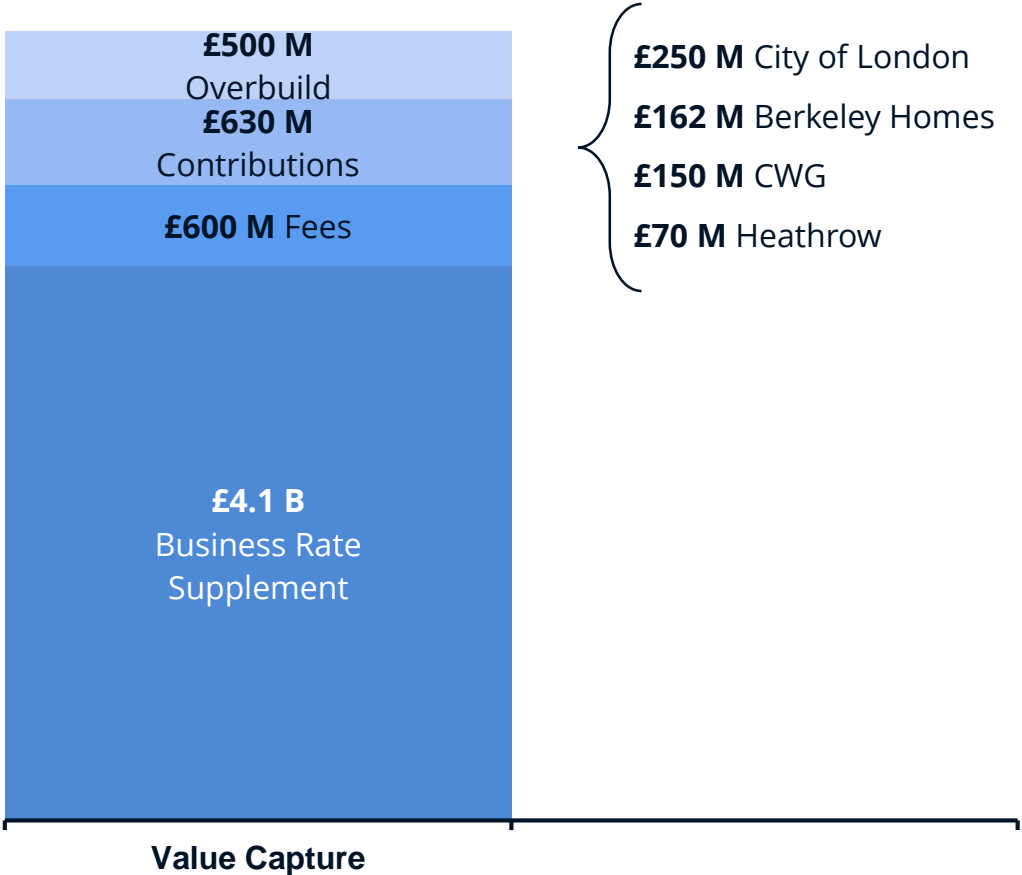 £500 M
Overbuild
£630 M
Contributions
£600 M Fees
£4.1 B
Business Rate
Supplement
£250 M City of London
£162 M Berkeley Homes
£150 M CWG
£70 M Heathrow
Value Capture